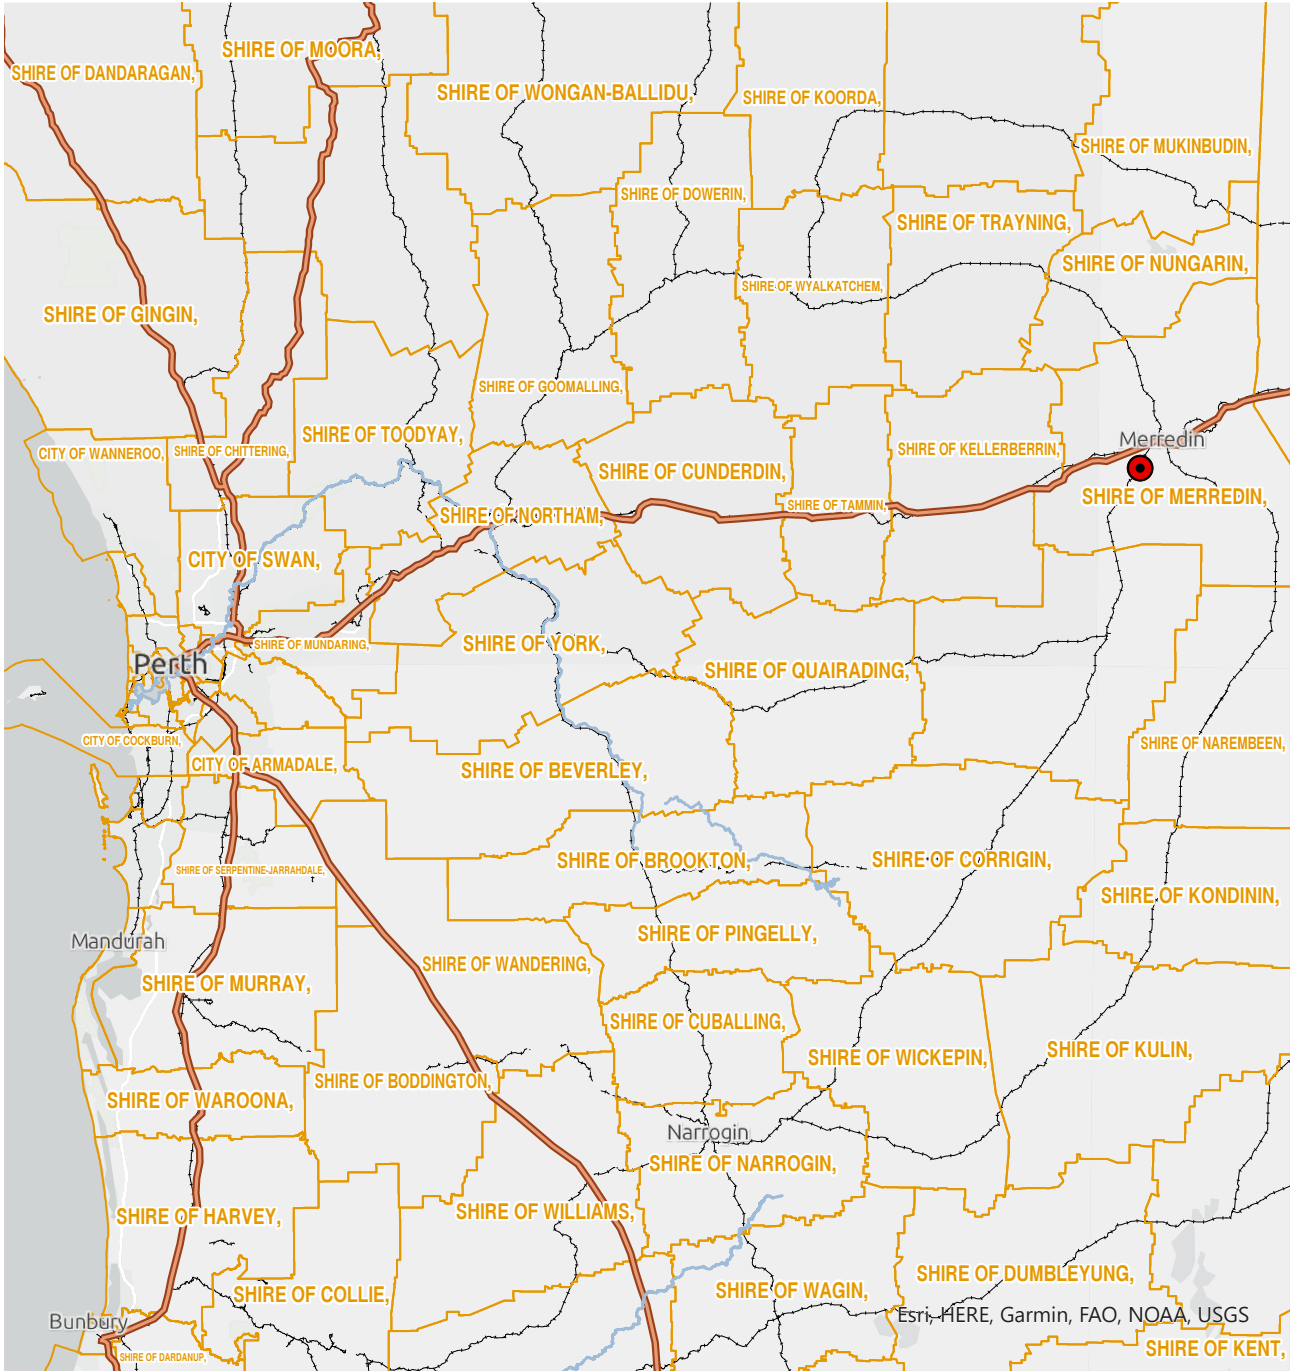 SHIRE OF MOORA,
SHIRE OF DANDARAGAN,
SHIRE OF WONGAN-BALLIDU,
SHIRE OF KOORDA,
SHIRE OF MUKINBUDIN,
SHIRE OF DOWERIN,
SHIRE OF TRAYNING,
SHIRE OF NUNGARIN,
SHIRE OF WYALKATCHEM,
SHIRE OF GINGIN,
SHIRE OF GOOMALLING,
SHIRE OF TOODYAY,
Merredin
CITY OF WANNEROO,
SHIRE OF CHITTERING,
SHIRE OF KELLERBERRIN,
SHIRE OF CUNDERDIN,
SHIRE OF MERREDIN,
SHIRE OF TAMMIN,
SHIRE OF NORTHAM,
CITY OF SWAN,
SHIRE OF MUNDARING,
SHIRE OF YORK,
Perth
SHIRE OF QUAIRADING,
CITY OF COCKBURN,
SHIRE OF NAREMBEEN,
CITY OF ARMADALE,
SHIRE OF BEVERLEY,
SHIRE OF BROOKTON,
SHIRE OF CORRIGIN,
SHIRE OF SERPENTINE-JARRAHDALE,
SHIRE OF KONDININ,
SHIRE OF PINGELLY,
Mandurah
SHIRE OF WANDERING,
SHIRE OF MURRAY,
SHIRE OF CUBALLING,
SHIRE OF KULIN,
SHIRE OF WICKEPIN,
SHIRE OF BODDINGTON,
SHIRE OF WAROONA,
Narrogin
SHIRE OF NARROGIN,
SHIRE OF WILLIAMS,
SHIRE OF HARVEY,
SHIRE OF DUMBLEYUNG,
SHIRE OF WAGIN,
SHIRE OF COLLIE,
Esri, HERE, Garmin, FAO, NOAA, USGS
Bunbury
SHIRE OF KENT,
SHIRE OF DARDANUP,